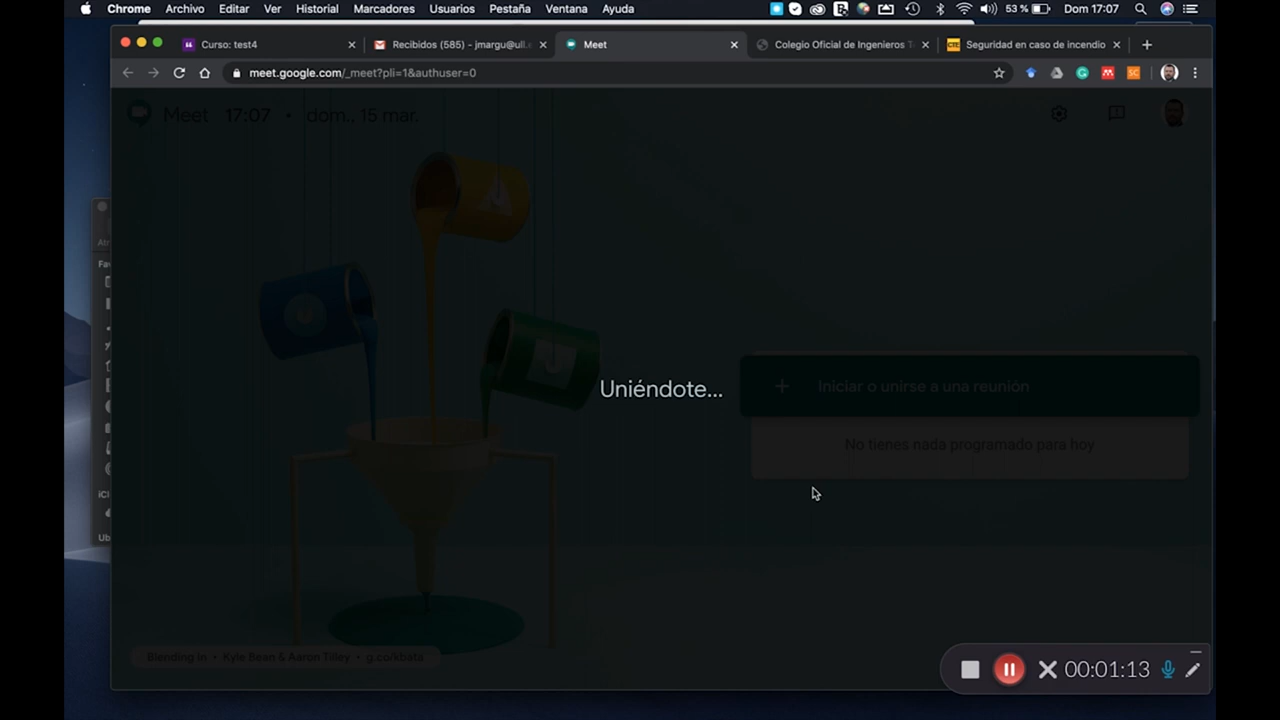 Chrome Archivo Editar Ver Historial Marcadores Usuarios Pestaña Ventana Ayuda 53 % Dom 17:07
Curso: test4 Recibidos (585) - jmargu@ull. Meet Colegio Oficial de Ingenieros T Seguridad en caso de incendio
meet.google.com/_meet?pli=1&authuser=0
Meet 17:07 • dom., 15 mar.
Uniéndote...
+ Iniciar o unirse a una reunión
No tienes nada programado para hoy
Blending in • Kyle Bean & Aaron Tilley • g.co/kbata
00:01:13